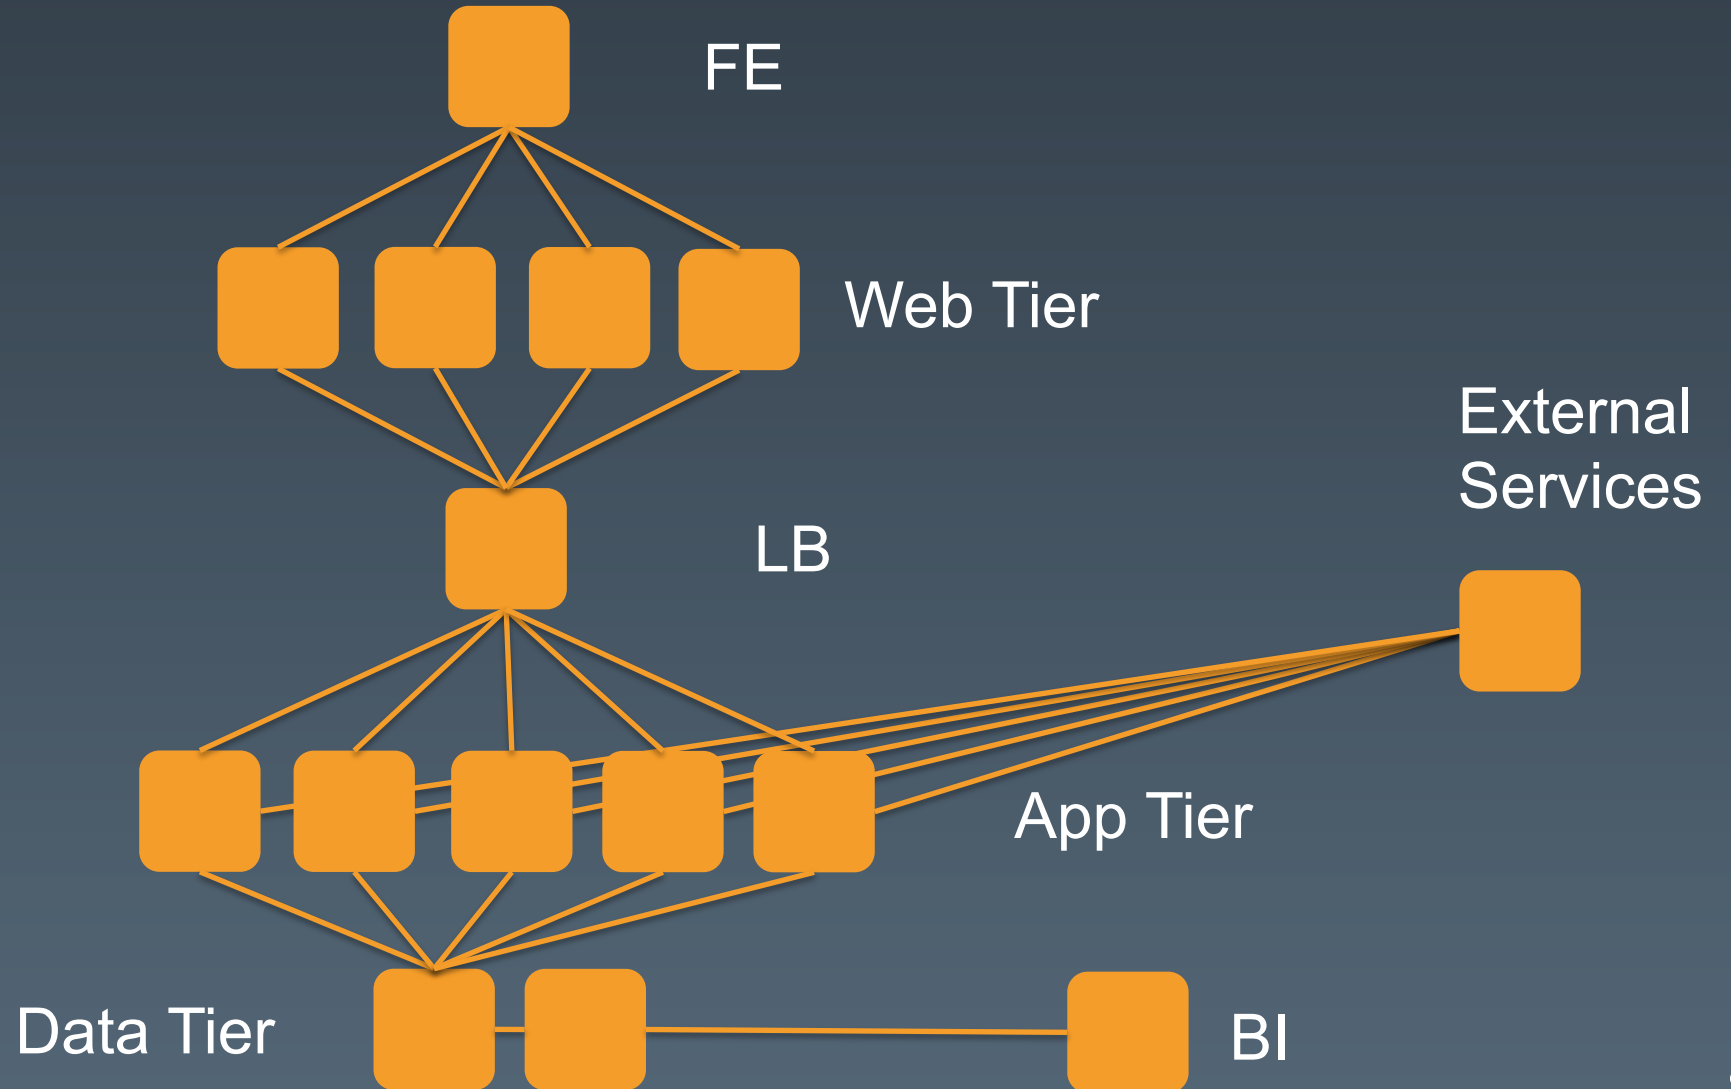 FE
Web Tier
External
Services
LB
App Tier
Data Tier
BI